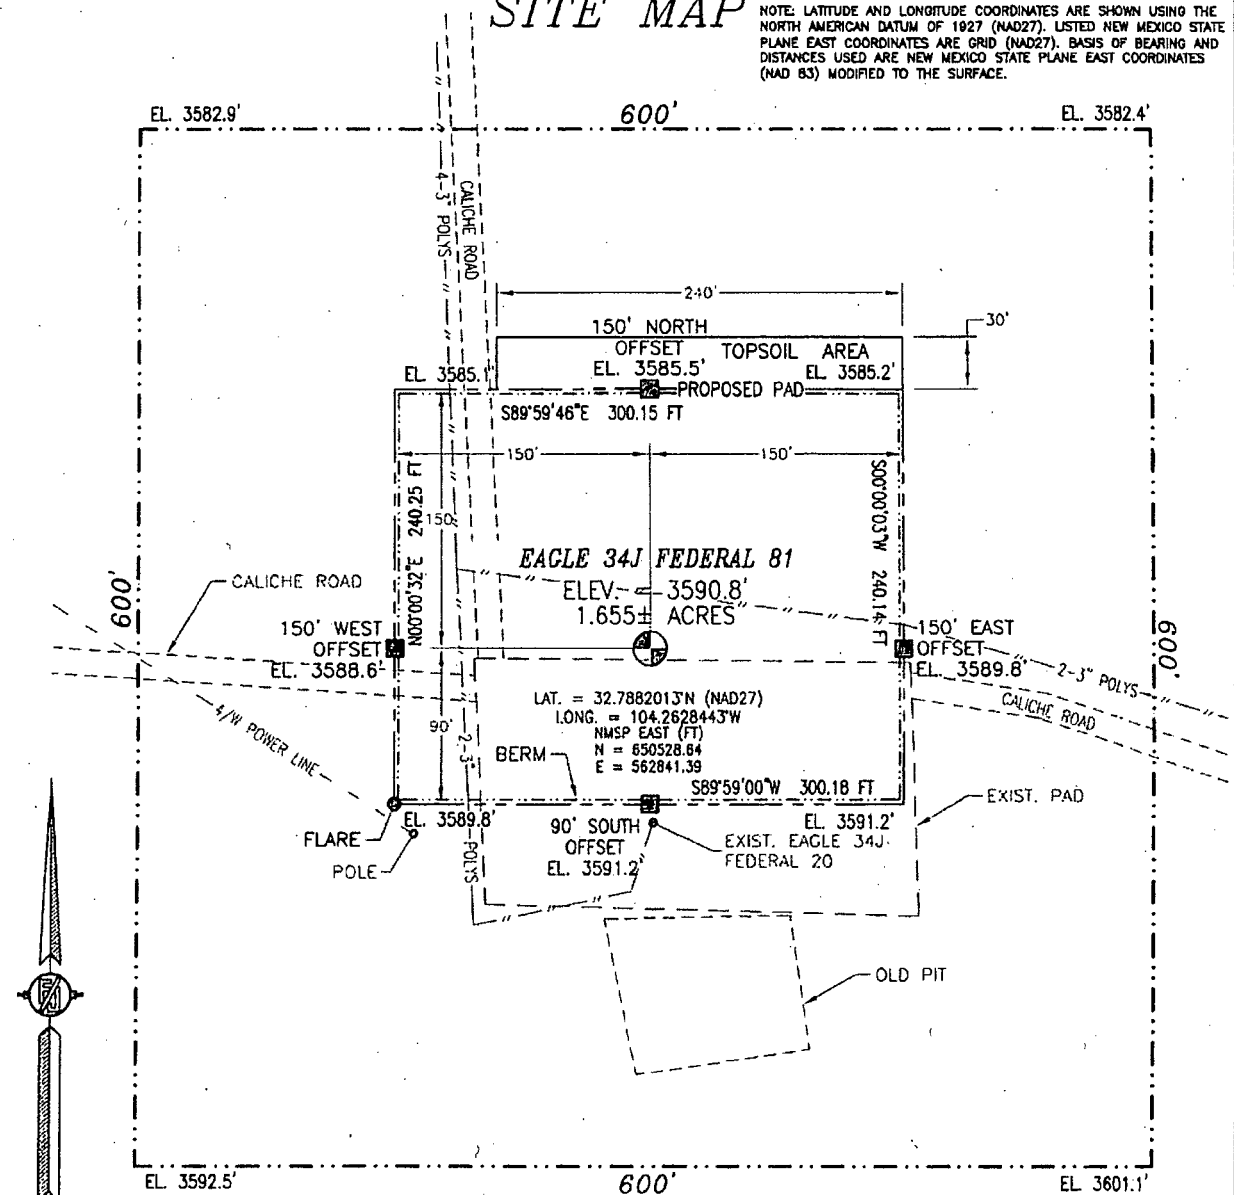 SITE MAP
NOTE: LATITUDE AND LONGITUDE COORDINATES ARE SHOWN USING THE
NORTH AMERICAN DATUM OF 1927 (NAD27). LISTED NEW MEXICO STATE
PLANE EAST COORDINATES ARE GRID (NAD27). BASIS OF BEARING AND
DISTANCES USED ARE NEW MEXICO STATE PLANE EAST COORDINATES
(NAD 83) MODIFIED TO THE SURFACE.
EL. 3582.9'
600'
EL. 3582.4'
4-3" POLYS
CALICHE ROAD
240'
30'
150' NORTH
OFFSET
EL. 3585.5'
TOPSOIL AREA
EL. 3585.1'
EL. 3585.2'
PROPOSED PAD
S89°59'46"E 300.15 FT
150'
150'
N00°00'32"E 240.25 FT
150'
S00°00'03"W 240.14 FT
EAGLE 34J FEDERAL 81
ELEV. = 3590.8'
1.655± ACRES
600'
CALICHE ROAD
150' WEST
OFFSET
EL. 3588.6'
150' EAST
OFFSET
EL. 3589.8'
600'
2-3" POLYS
CALICHE ROAD
LAT. = 32.7882013°N (NAD27)
LONG. = 104.2628443°W
NMSP EAST (FT)
N = 650528.64
E = 562841.39
4/W POWER LINE
90'
2-3"
POLYS
BERM
S89°59'00"W 300.18 FT
EXIST. PAD
FLARE
POLE
EL. 3589.8'
90' SOUTH
OFFSET
EL. 3591.2'
EL. 3591.2'
EXIST. EAGLE 34J
FEDERAL 20
OLD PIT
EL. 3592.5'
600'
EL. 3601.1'